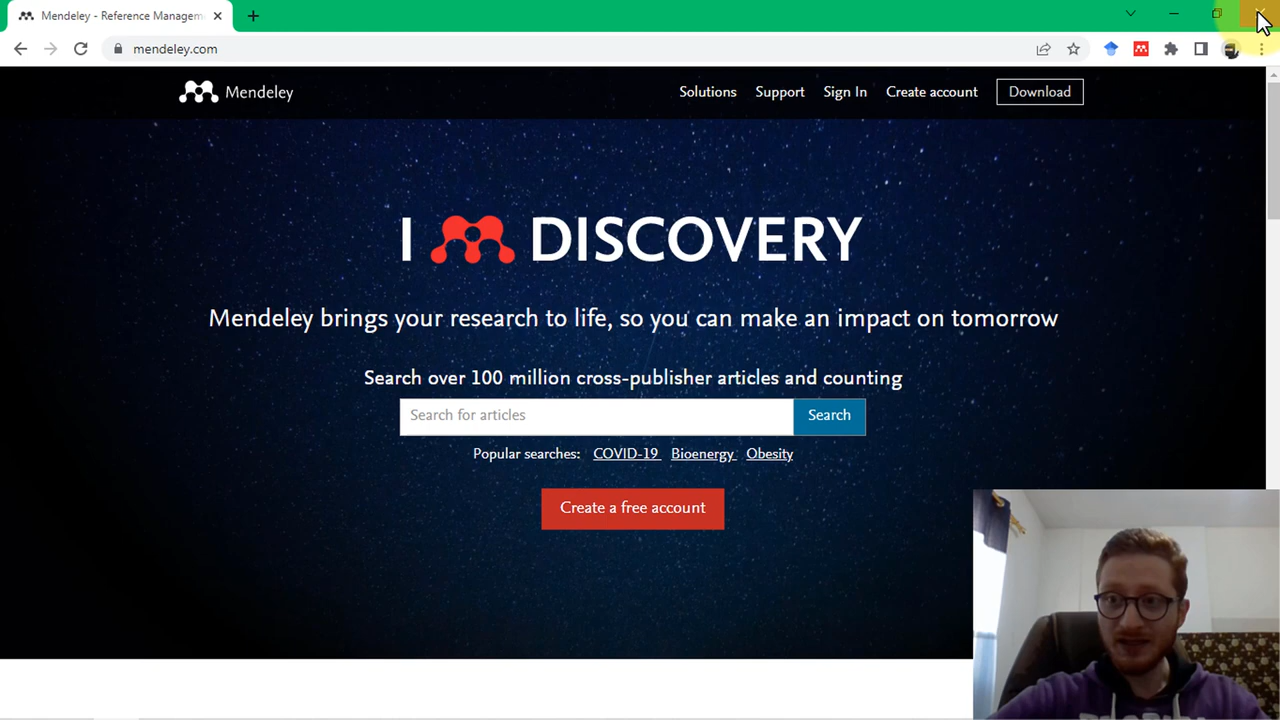 Mendeley - Reference Managem
mendeley.com
Mendeley
Solutions Support Sign In Create account Download
I DISCOVERY
Mendeley brings your research to life, so you can make an impact on tomorrow
Search over 100 million cross-publisher articles and counting
Search for articles Search
Popular searches: COVID-19 Bioenergy Obesity
Create a free account